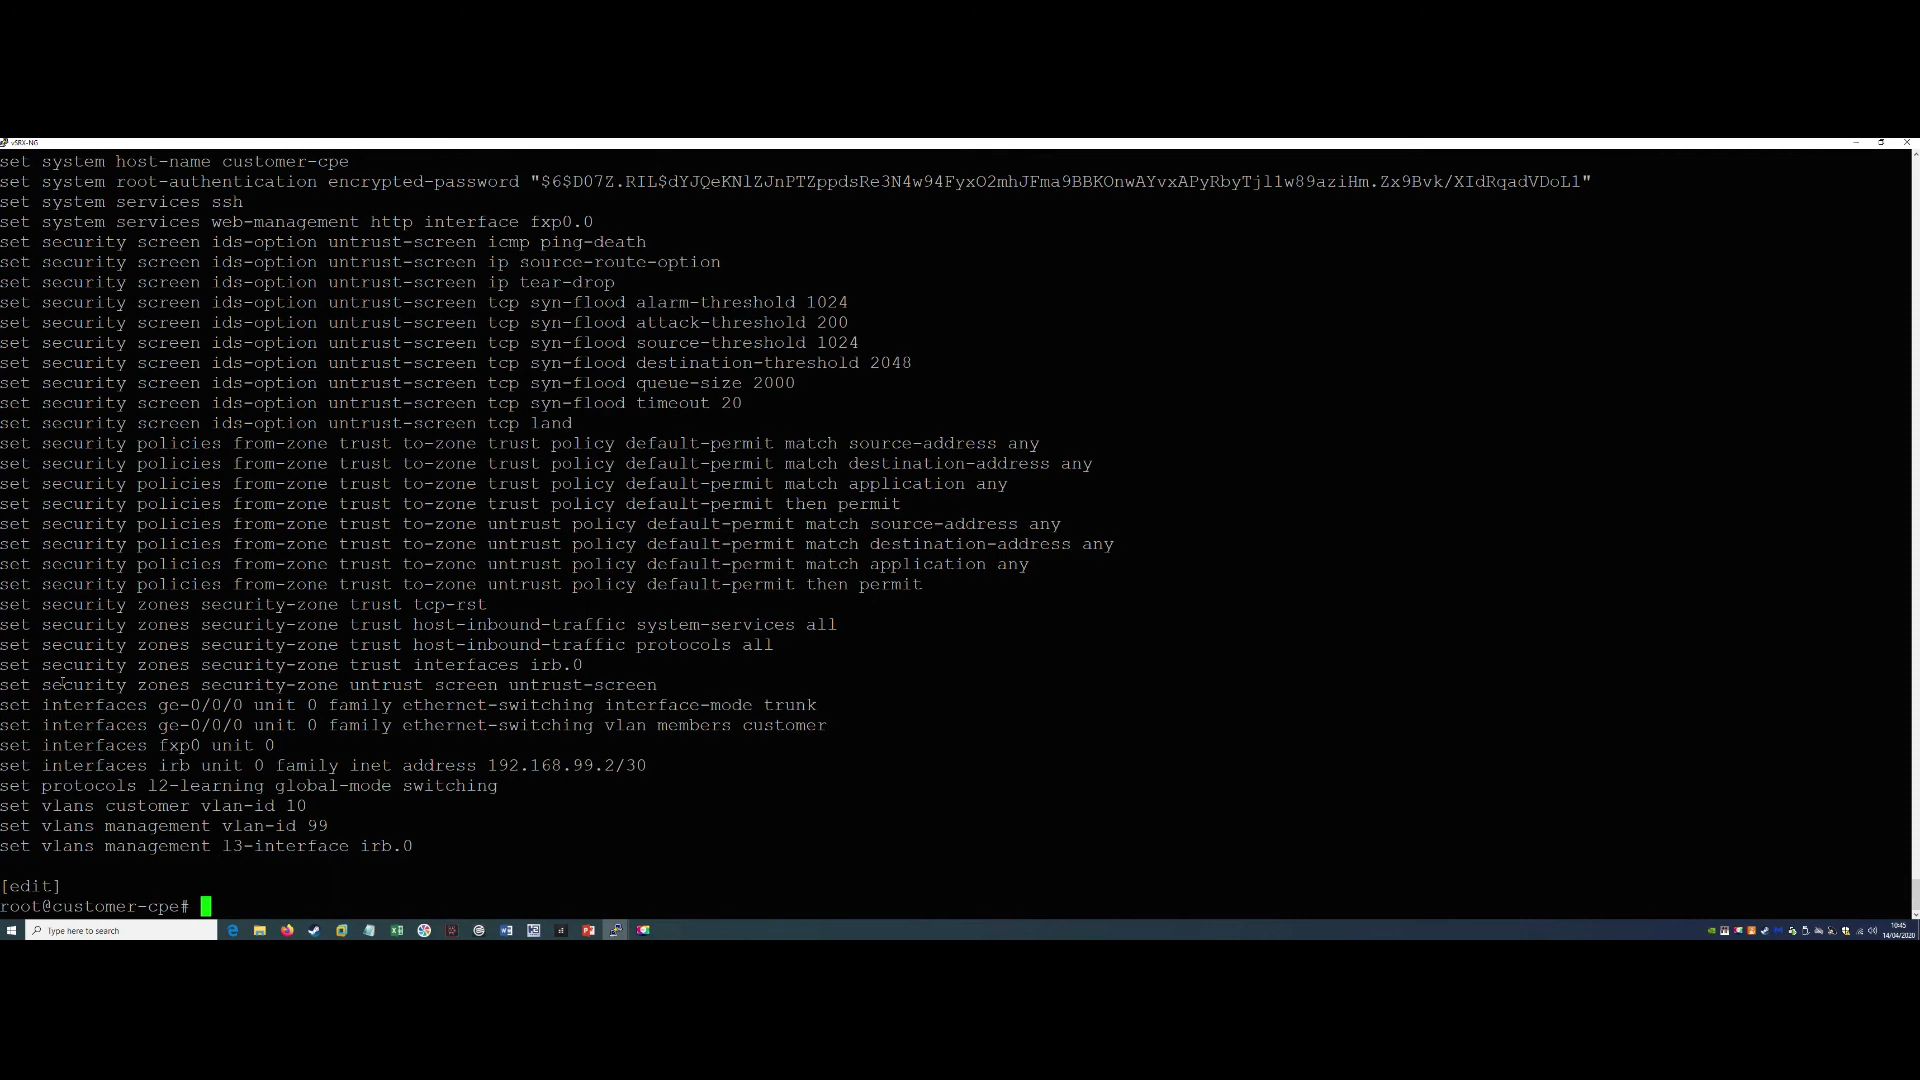 vSRX-NG
set system host-name customer-cpe
set system root-authentication encrypted-password "$6$D07Z.RIL$dYJQeKNlZJnPTZppdsRe3N4w94FyxO2mhJFma9BBKOnwAYvxAPyRbyTjl1w89aziHm.Zx9Bvk/XIdRqadVDoL1"
set system services ssh
set system services web-management http interface fxp0.0
set security screen ids-option untrust-screen icmp ping-death
set security screen ids-option untrust-screen ip source-route-option
set security screen ids-option untrust-screen ip tear-drop
set security screen ids-option untrust-screen tcp syn-flood alarm-threshold 1024
set security screen ids-option untrust-screen tcp syn-flood attack-threshold 200
set security screen ids-option untrust-screen tcp syn-flood source-threshold 1024
set security screen ids-option untrust-screen tcp syn-flood destination-threshold 2048
set security screen ids-option untrust-screen tcp syn-flood queue-size 2000
set security screen ids-option untrust-screen tcp syn-flood timeout 20
set security screen ids-option untrust-screen tcp land
set security policies from-zone trust to-zone trust policy default-permit match source-address any
set security policies from-zone trust to-zone trust policy default-permit match destination-address any
set security policies from-zone trust to-zone trust policy default-permit match application any
set security policies from-zone trust to-zone trust policy default-permit then permit
set security policies from-zone trust to-zone untrust policy default-permit match source-address any
set security policies from-zone trust to-zone untrust policy default-permit match destination-address any
set security policies from-zone trust to-zone untrust policy default-permit match application any
set security policies from-zone trust to-zone untrust policy default-permit then permit
set security zones security-zone trust tcp-rst
set security zones security-zone trust host-inbound-traffic system-services all
set security zones security-zone trust host-inbound-traffic protocols all
set security zones security-zone trust interfaces irb.0
set security zones security-zone untrust screen untrust-screen
set interfaces ge-0/0/0 unit 0 family ethernet-switching interface-mode trunk
set interfaces ge-0/0/0 unit 0 family ethernet-switching vlan members customer
set interfaces fxp0 unit 0
set interfaces irb unit 0 family inet address 192.168.99.2/30
set protocols l2-learning global-mode switching
set vlans customer vlan-id 10
set vlans management vlan-id 99
set vlans management l3-interface irb.0
[edit]
root@customer-cpe#
Type here to search
10:45
14/04/2020